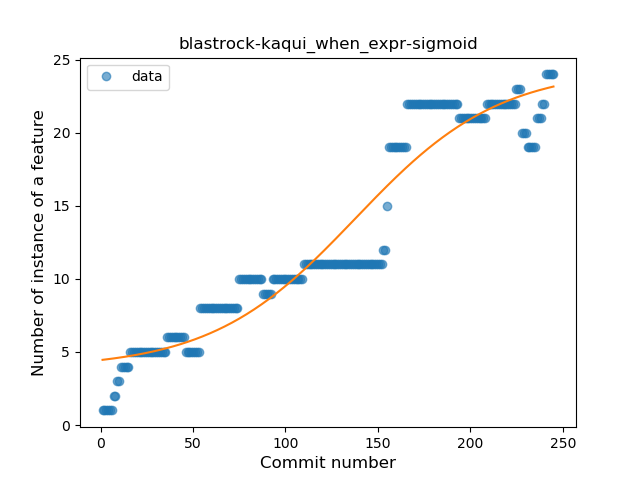 blastrock-kaqui_when_expr-sigmoid
data
Number of instance of a feature
25
20
15
10
5
0
0 50 100 150 200 250
Commit number